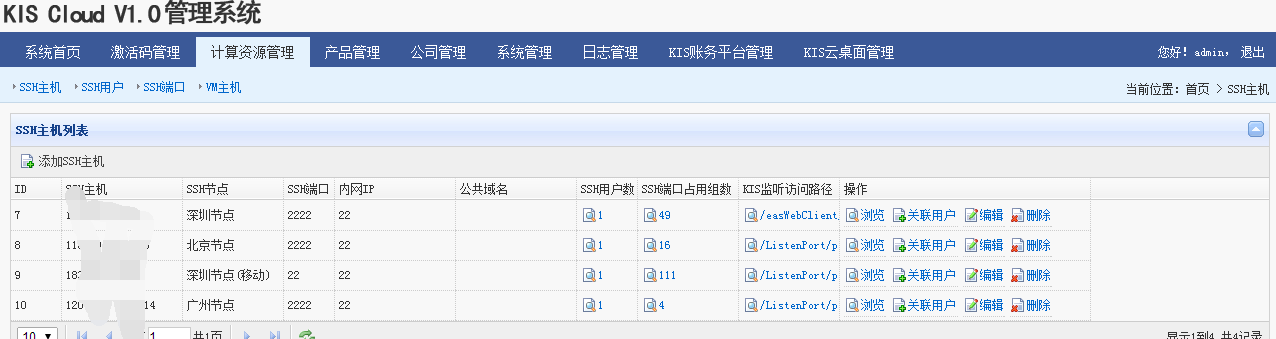 KIS Cloud V1.0管理系统
系统首页 激活码管理 计算资源管理 产品管理 公司管理 系统管理 日志管理 KIS账务平台管理 KIS云桌面管理 您好! admin, 退出
SSH主机 SSH用户 SSH端口 VM主机 当前位置: 首页 > SSH主机
SSH主机列表
添加SSH主机
ID SSH主机 SSH节点 SSH端口 内网IP 公共域名 SSH用户数 SSH端口占用组数 KIS监听访问路径 操作
7 深圳节点 2222 22 1 49 /easWebClient 浏览 关联用户 编辑 删除
8 北京节点 2222 22 1 16 /ListenPort/p 浏览 关联用户 编辑 删除
9 深圳节点(移动) 22 22 1 111 /ListenPort/p 浏览 关联用户 编辑 删除
10 14 广州节点 2222 22 1 4 /ListenPort/p 浏览 关联用户 编辑 删除
10 1 共1页 显示1到4, 共4记录